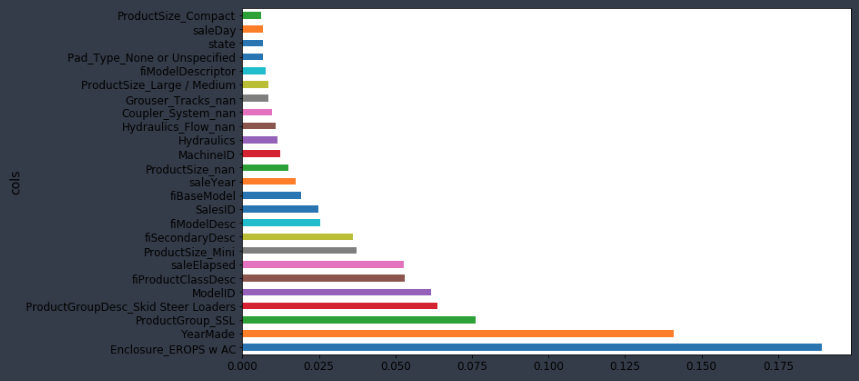 ProductSize_Compact
saleDay
state
Pad_Type_None or Unspecified
fiModelDescriptor
ProductSize_Large / Medium
Grouser_Tracks_nan
Coupler_System_nan
Hydraulics_Flow_nan
Hydraulics
MachineID
ProductSize_nan
saleYear
fiBaseModel
SalesID
fiModelDesc
fiSecondaryDesc
ProductSize_Mini
saleElapsed
fiProductClassDesc
ModelID
ProductGroupDesc_Skid Steer Loaders
ProductGroup_SSL
YearMade
Enclosure_EROPS w AC
cols
0.000 0.025 0.050 0.075 0.100 0.125 0.150 0.175